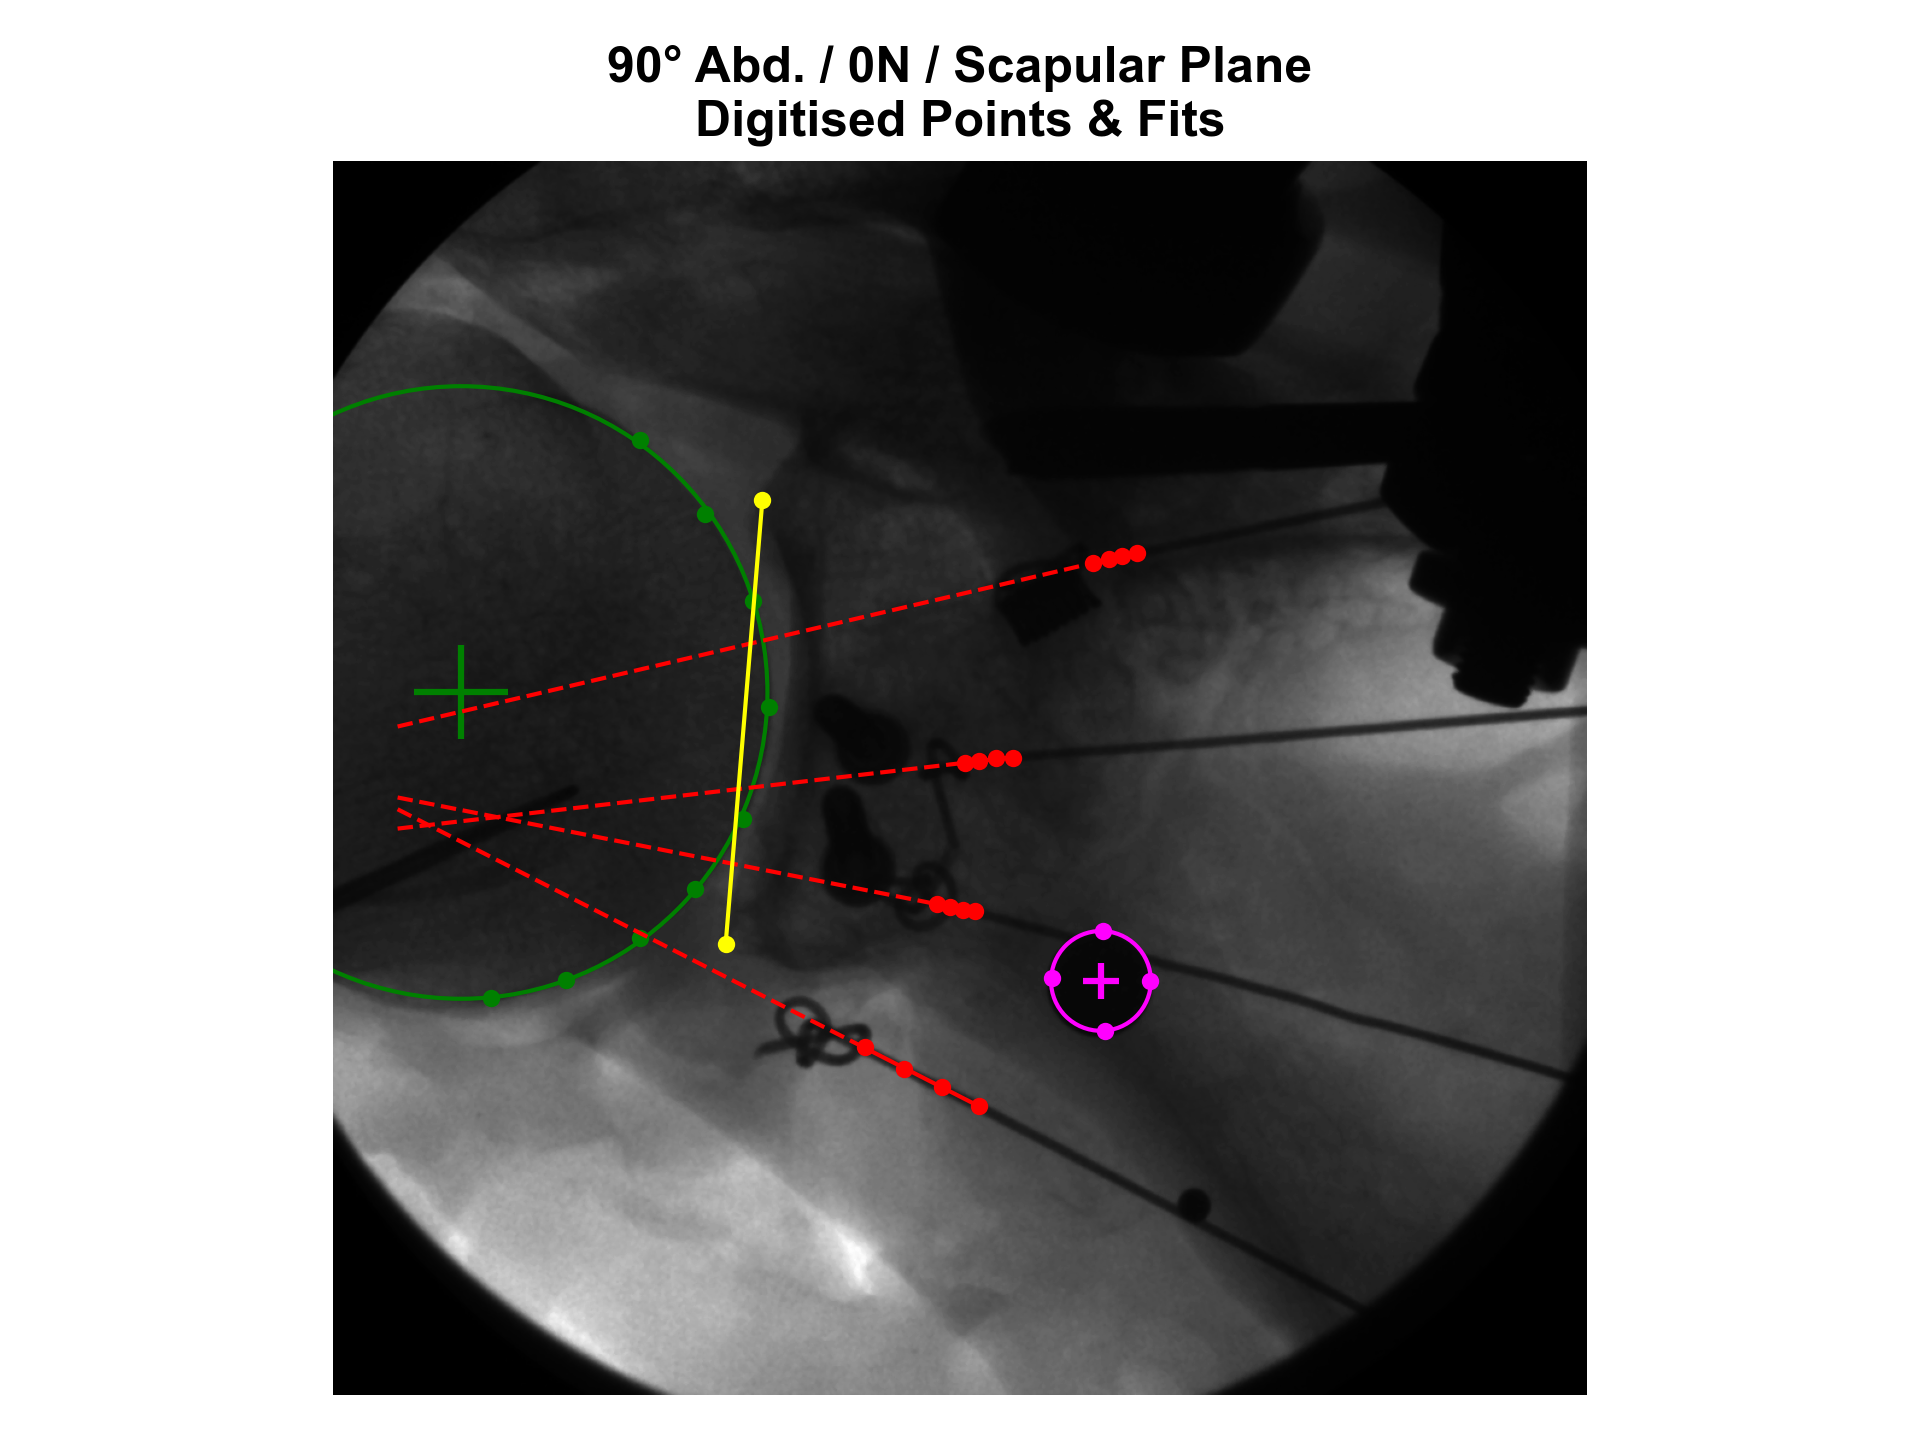 90° Abd. / 0N / Scapular Plane
Digitised Points & Fits